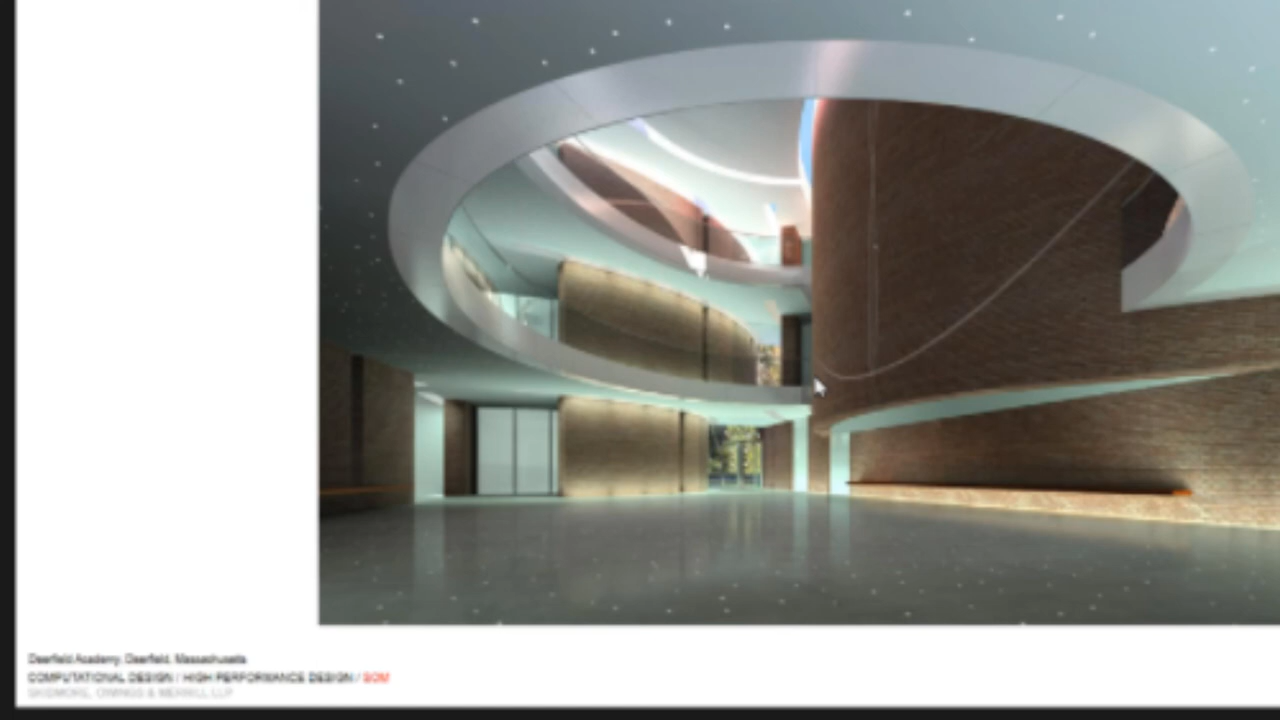 Deerfield Academy, Deerfield, Massachusetts
COMPUTATIONAL DESIGN / HIGH PERFORMANCE DESIGN / SOM
SKIDMORE, OWINGS & MERRILL LLP